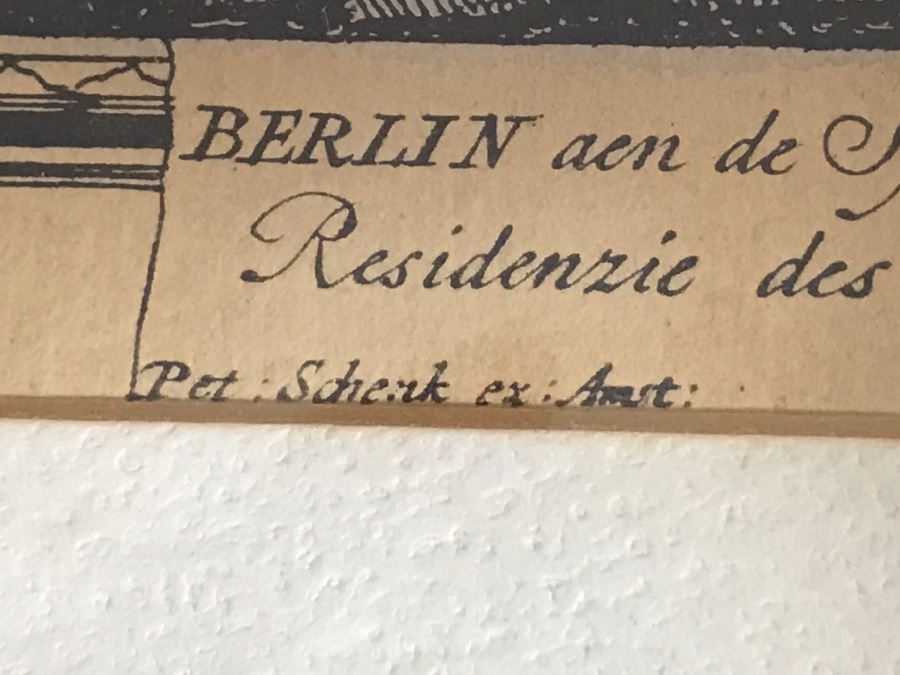 BERLIN aen de
Residenzie des
Pet: Schenk ex: Amst: